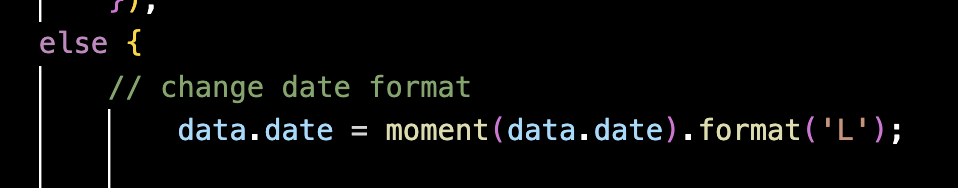 });
else {
// change date format
data.date = moment(data.date).format('L');